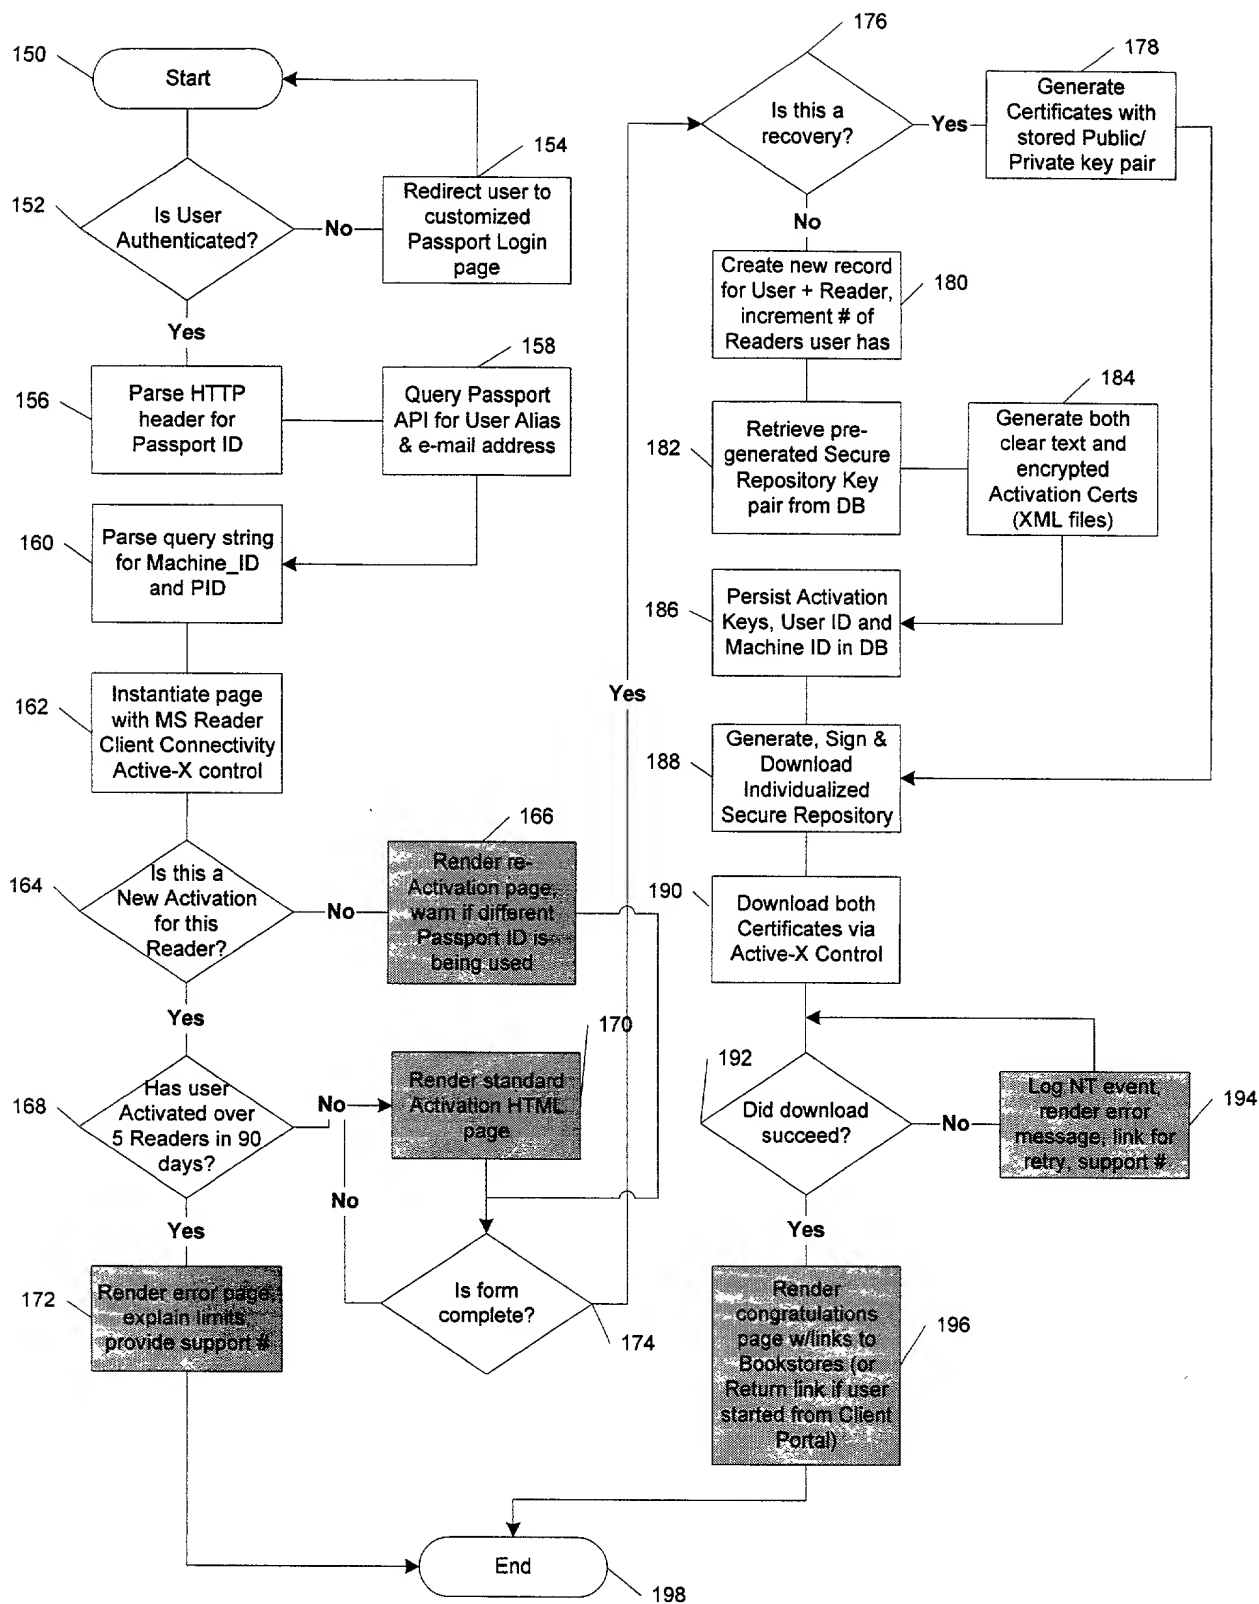 150
Start
152
Is User
Authenticated?
No
154
Redirect user to
customized
Passport Login
page
Yes
156
Parse HTTP
header for
Passport ID
158
Query Passport
API for User Alias
& e-mail address
160
Parse query string
for Machine_ID
and PID
162
Instantiate page
with MS Reader
Client Connectivity
Active-X control
164
Is this a
New Activation
for this
Reader?
No
166
Render re-
Activation page,
warn if different
Passport ID is
being used
Yes
168
Has user
Activated over
5 Readers in 90
days?
No
170
Render standard
Activation HTML
page
No
Yes
172
Render error page,
explain limits,
provide support #
Is form
complete?
174
Yes
176
Is this a
recovery?
Yes
178
Generate
Certificates with
stored Public/
Private key pair
No
Create new record
for User + Reader,
increment # of
Readers user has
180
182
Retrieve pre-
generated Secure
Repository Key
pair from DB
184
Generate both
clear text and
encrypted
Activation Certs
(XML files)
186
Persist Activation
Keys, User ID and
Machine ID in DB
188
Generate, Sign &
Download
Individualized
Secure Repository
190
Download both
Certificates via
Active-X Control
192
Did download
succeed?
No
Log NT event,
render error
message, link for
retry, support #
194
Yes
Render
congratulations
page w/links to
Bookstores (or
Return link if user
started from Client
Portal)
196
End
198